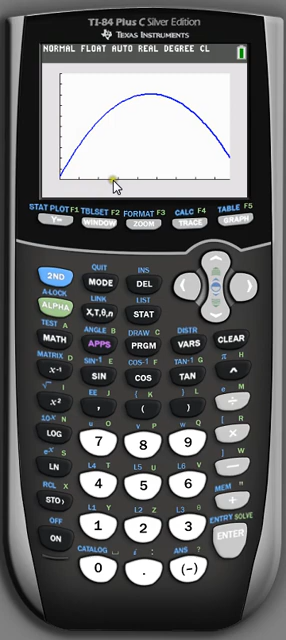 TI-84 Plus C Silver Edition
TEXAS INSTRUMENTS
NORMAL FLOAT AUTO REAL DEGREE CL
STAT PLOT F1 TBLSET F2 FORMAT F3 CALC F4 TABLE F5
Y= WINDOW ZOOM TRACE GRAPH
QUIT INS
2ND MODE DEL
A-LOCK LINK LIST
ALPHA X,T,θ,n STAT
TEST A ANGLE B DRAW C DISTR
MATH APPS PRGM VARS CLEAR
MATRIX D SIN⁻¹ E COS⁻¹ F TAN⁻¹ G π H
x⁻¹ SIN COS TAN ^
√ I EE J { K } L e M
x² , ( ) ÷
10ˣ N u O v P w Q [ R
LOG 7 8 9 ×
eˣ S L4 T L5 U L6 V ] W
LN 4 5 6 −
RCL X L1 Y L2 Z L3 θ MEM "
STO› 1 2 3 +
OFF CATALOG ␣ i : ANS ? ENTRY SOLVE
ON 0 . (−) ENTER